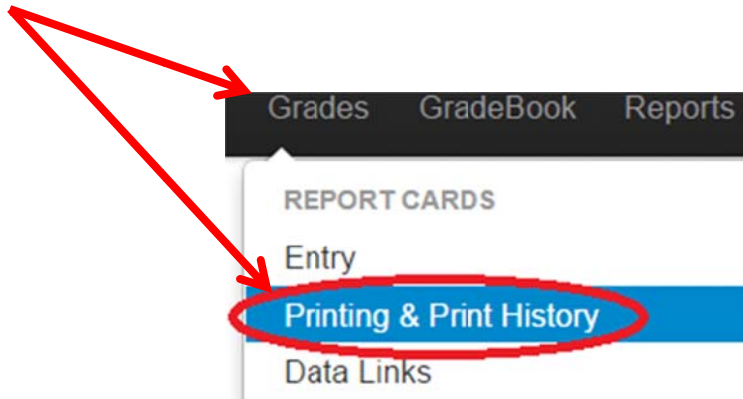 Grades GradeBook Reports
REPORT CARDS
Entry
Printing & Print History
Data Links